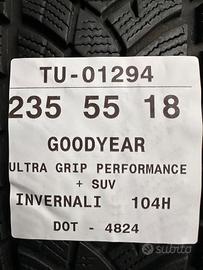 TU-01294
235 55 18
GOODYEAR
ULTRA GRIP PERFORMANCE
+ SUV
INVERNALI 104H
DOT - 4824
subito